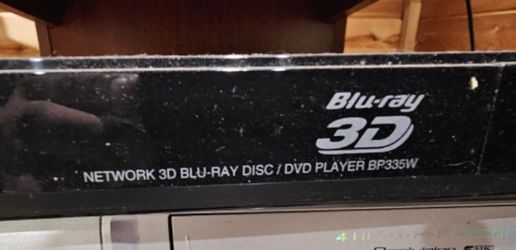 Blu-ray
3D
NETWORK 3D BLU-RAY DISC / DVD PLAYER BP335W